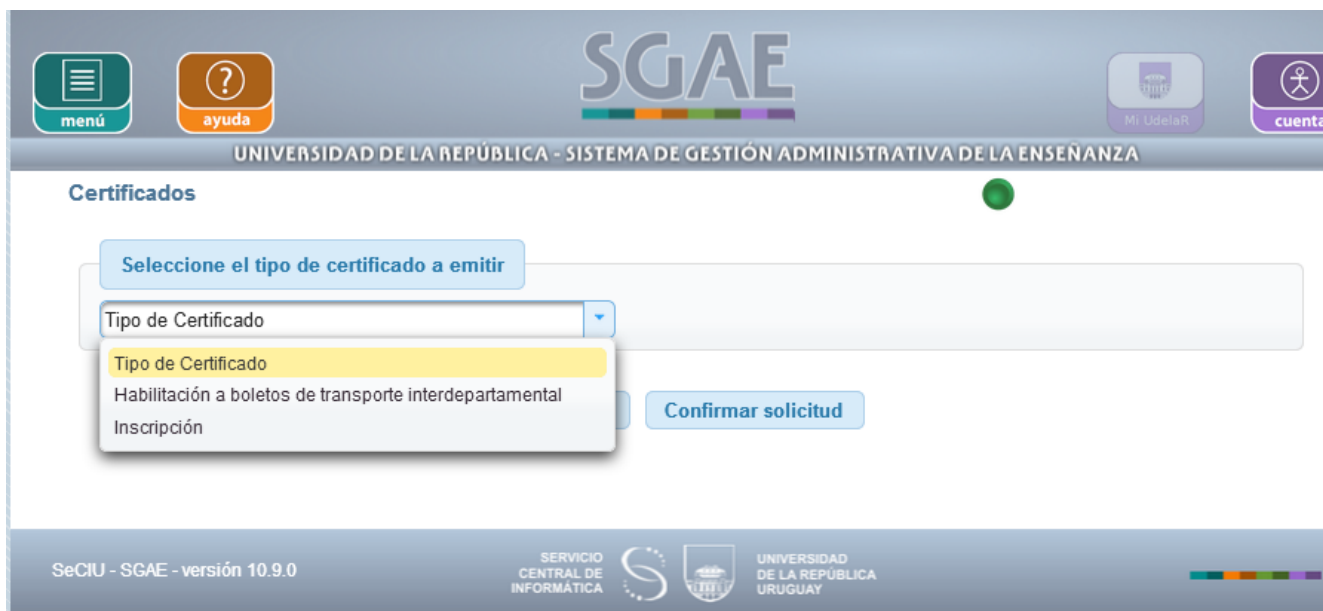 SGAE
menú
ayuda
Mi UdelaR
cuenta
UNIVERSIDAD DE LA REPÚBLICA - SISTEMA DE GESTIÓN ADMINISTRATIVA DE LA ENSEÑANZA
Certificados
Seleccione el tipo de certificado a emitir
Tipo de Certificado
Tipo de Certificado
Habilitación a boletos de transporte interdepartamental
Inscripción
Confirmar solicitud
SeCIU - SGAE - versión 10.9.0
SERVICIO
CENTRAL DE
INFORMÁTICA
UNIVERSIDAD
DE LA REPÚBLICA
URUGUAY